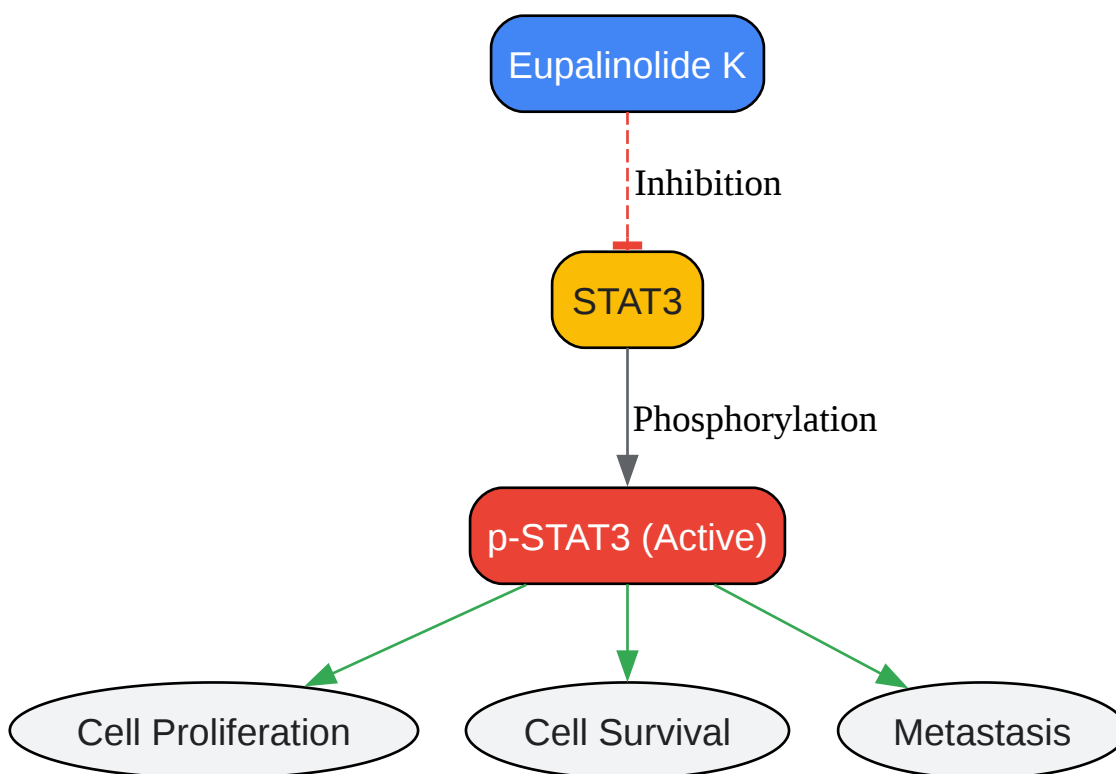 Eupalinolide K
Inhibition
STAT3
Phosphorylation
p-STAT3 (Active)
Cell Proliferation
Cell Survival
Metastasis